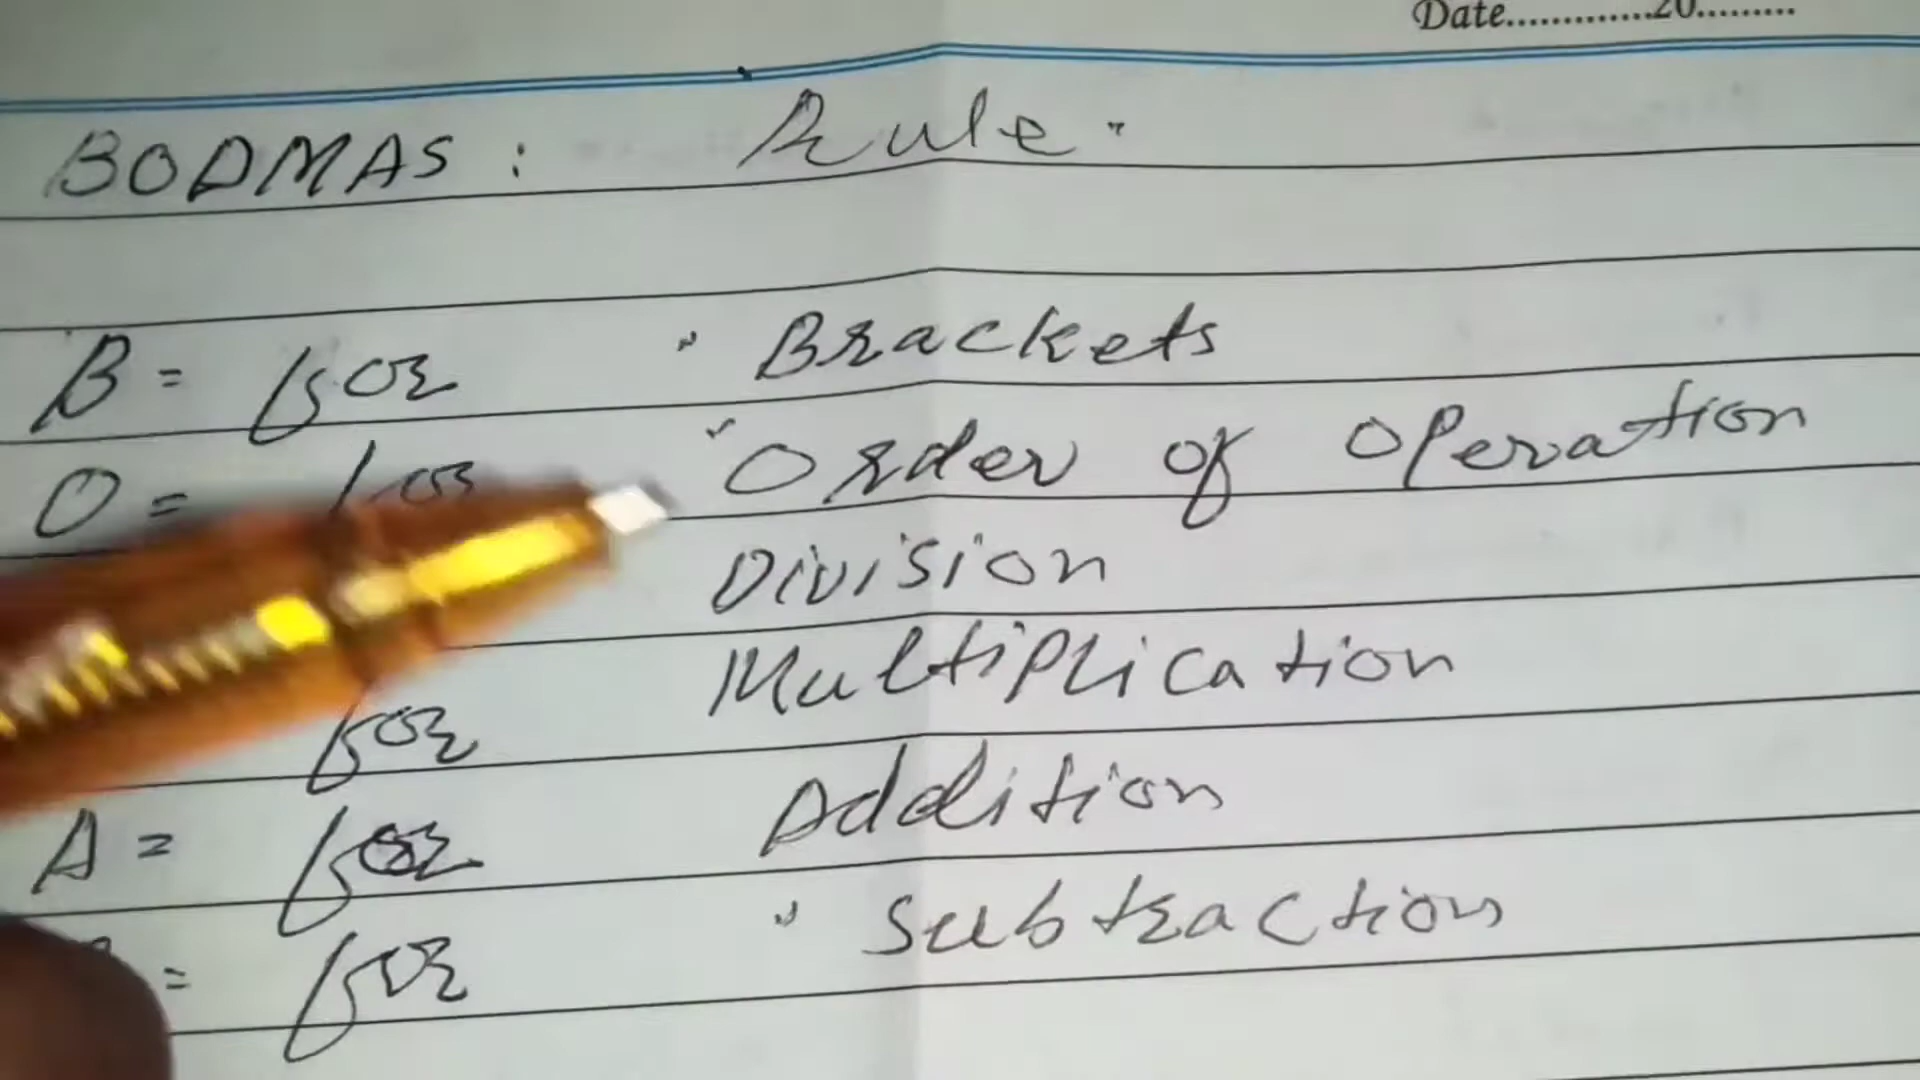 Date.............20.........
BODMAS : Rule
B = for " Brackets
O = for " Order of Operation
Division
for Multiplication
A = for Addition
= for " Subtraction